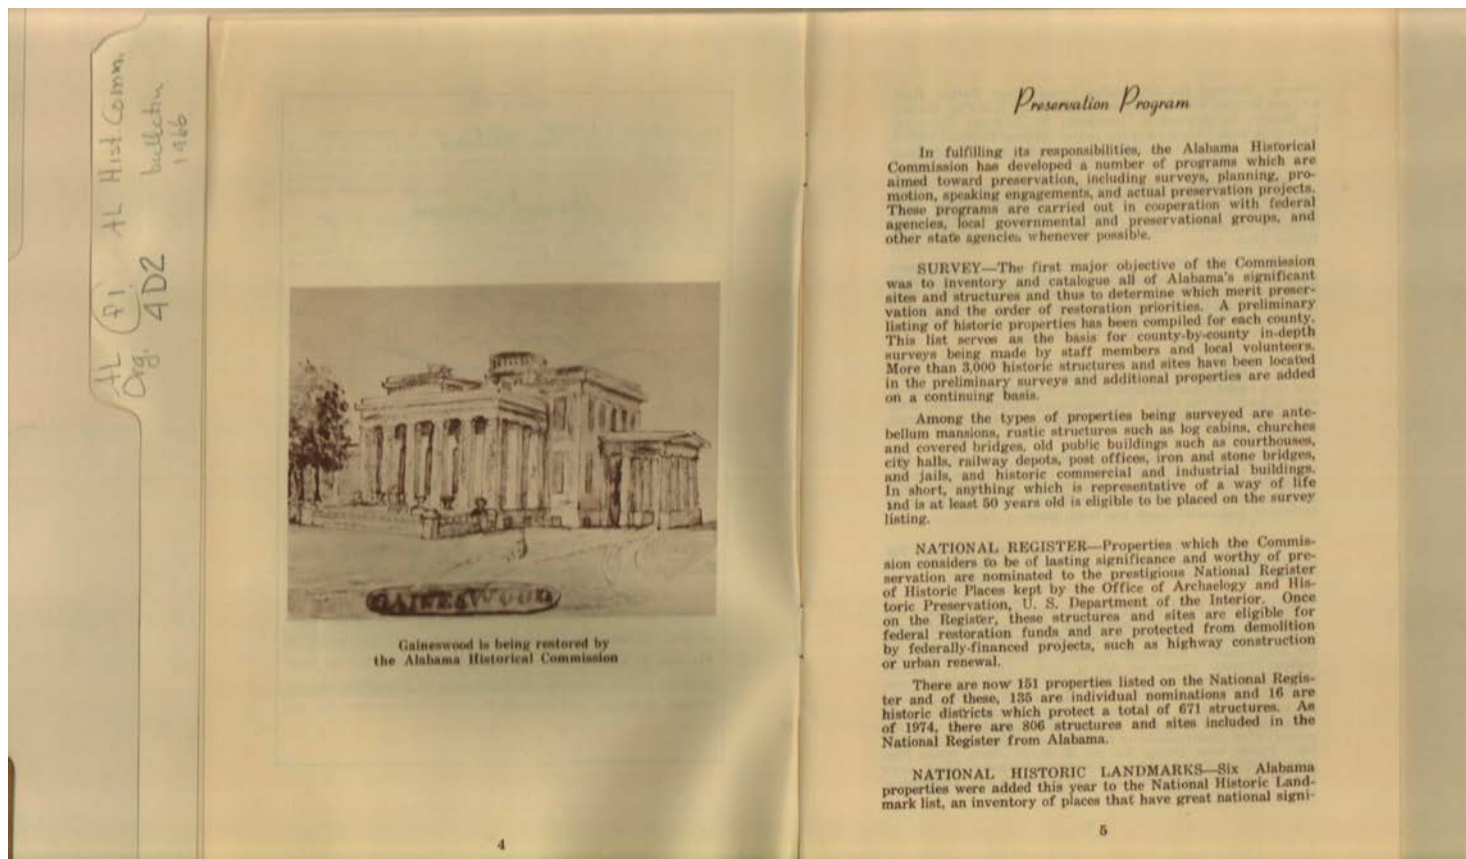 AL Hist. Comm.
bulletin
1966
AL P1
Org. 4D2
GAINESWOOD
Gaineswood is being restored by
the Alabama Historical Commission
4
Preservation Program
In fulfilling its responsibilities, the Alabama Historical
Commission has developed a number of programs which are
aimed toward preservation, including surveys, planning, pro-
motion, speaking engagements, and actual preservation projects.
These programs are carried out in cooperation with federal
agencies, local governmental and preservational groups, and
other state agencies whenever possible.
SURVEY—The first major objective of the Commission
was to inventory and catalogue all of Alabama's significant
sites and structures and thus to determine which merit preser-
vation and the order of restoration priorities. A preliminary
listing of historic properties has been compiled for each county.
This list serves as the basis for county-by-county in-depth
surveys being made by staff members and local volunteers.
More than 3,000 historic structures and sites have been located
in the preliminary surveys and additional properties are added
on a continuing basis.
Among the types of properties being surveyed are ante-
bellum mansions, rustic structures such as log cabins, churches
and covered bridges, old public buildings such as courthouses,
city halls, railway depots, post offices, iron and stone bridges,
and jails, and historic commercial and industrial buildings.
In short, anything which is representative of a way of life
and is at least 50 years old is eligible to be placed on the survey
listing.
NATIONAL REGISTER—Properties which the Commis-
sion considers to be of lasting significance and worthy of pre-
servation are nominated to the prestigious National Register
of Historic Places kept by the Office of Archaelogy and His-
toric Preservation, U. S. Department of the Interior. Once
on the Register, these structures and sites are eligible for
federal restoration funds and are protected from demolition
by federally-financed projects, such as highway construction
or urban renewal.
There are now 151 properties listed on the National Regis-
ter and of these, 135 are individual nominations and 16 are
historic districts which protect a total of 671 structures. As
of 1974, there are 806 structures and sites included in the
National Register from Alabama.
NATIONAL HISTORIC LANDMARKS—Six Alabama
properties were added this year to the National Historic Land-
mark list, an inventory of places that have great national signi-
5